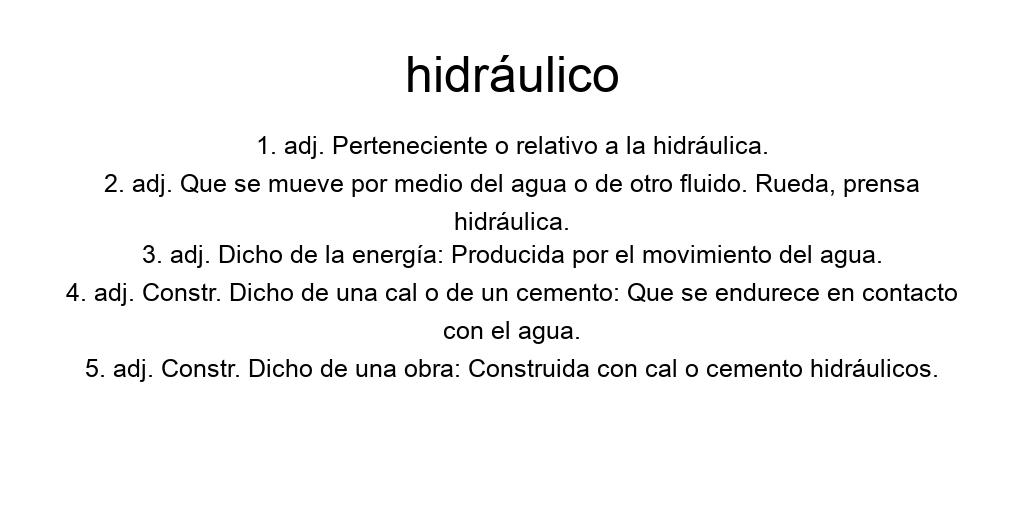 hidráulico
1. adj. Perteneciente o relativo a la hidráulica.
2. adj. Que se mueve por medio del agua o de otro fluido. Rueda, prensa
hidráulica.
3. adj. Dicho de la energía: Producida por el movimiento del agua.
4. adj. Constr. Dicho de una cal o de un cemento: Que se endurece en contacto
con el agua.
5. adj. Constr. Dicho de una obra: Construida con cal o cemento hidráulicos.